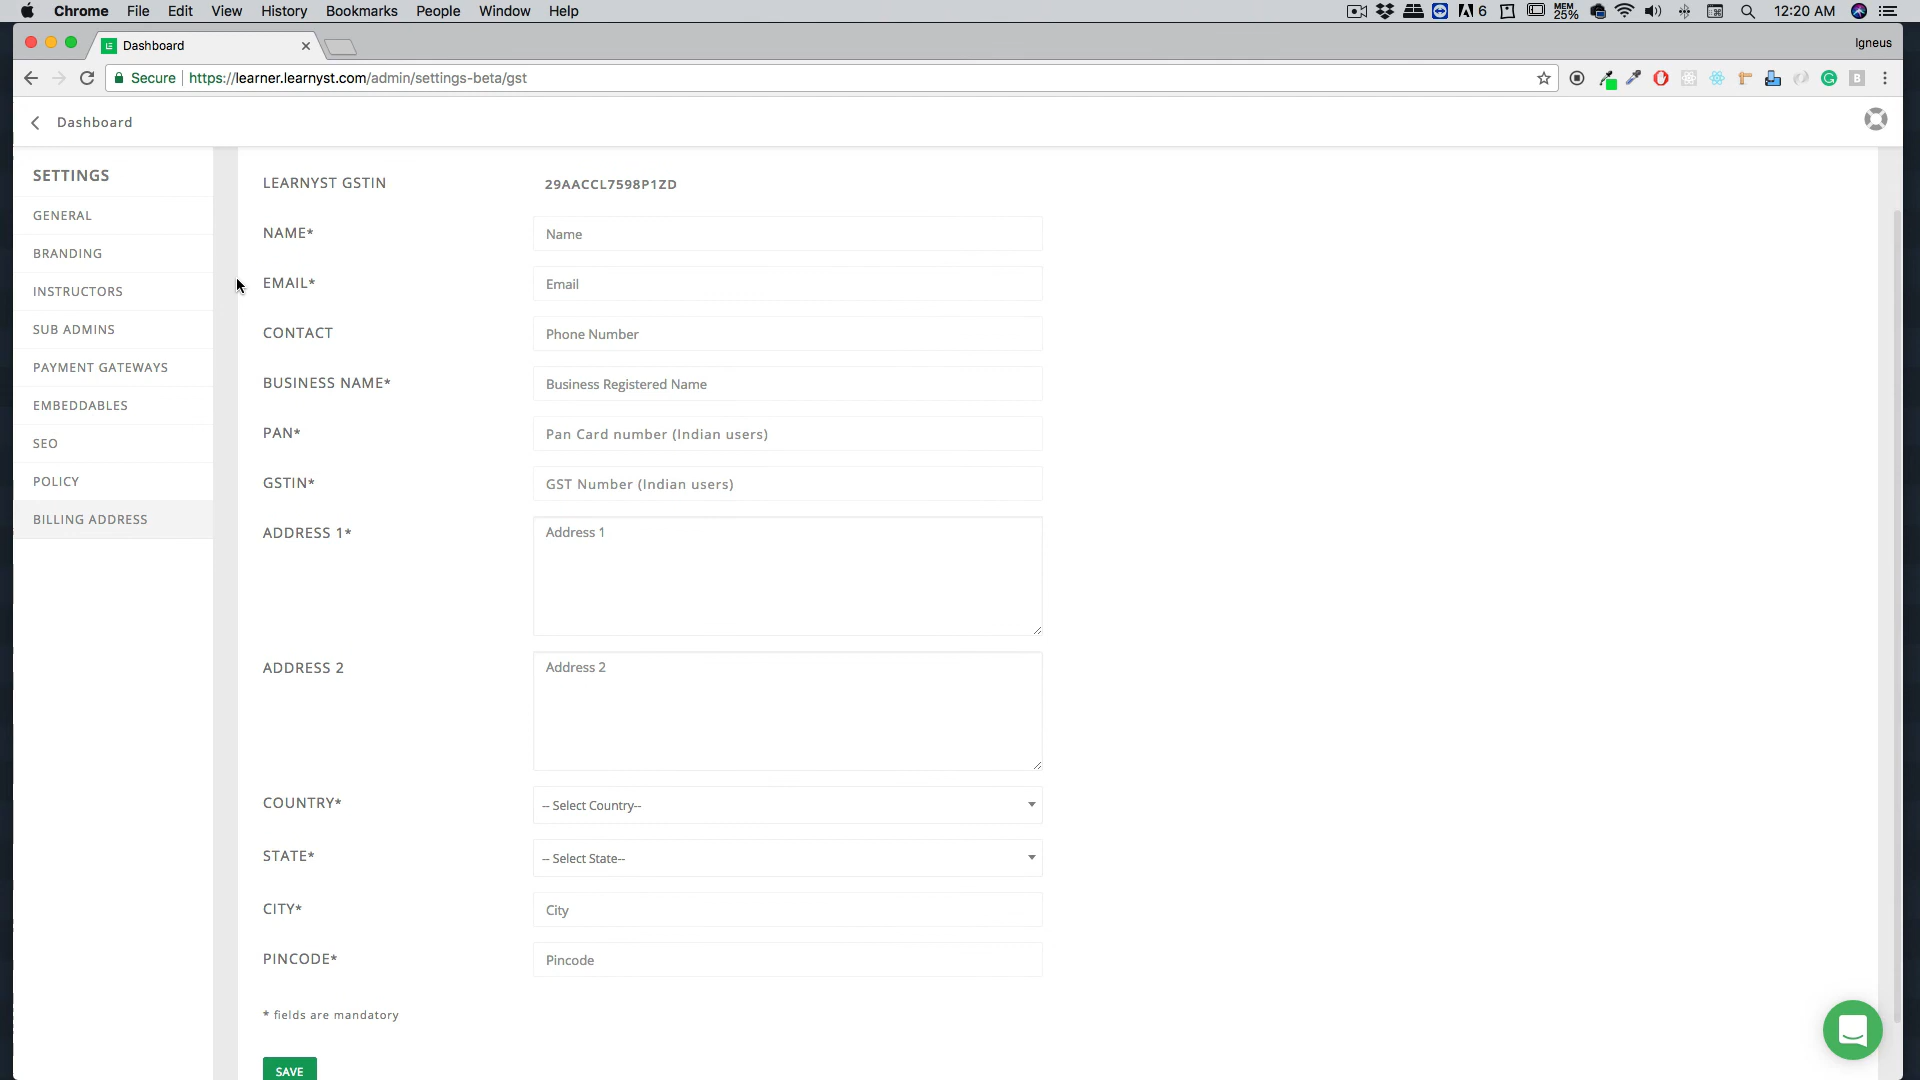 Chrome File Edit View History Bookmarks People Window Help 6 MEM 25% 12:20 AM
Dashboard Igneus
Secure https://learner.learnyst.com/admin/settings-beta/gst
Dashboard
SETTINGS
GENERAL
BRANDING
INSTRUCTORS
SUB ADMINS
PAYMENT GATEWAYS
EMBEDDABLES
SEO
POLICY
BILLING ADDRESS
LEARNYST GSTIN 29AACCL7598P1ZD
NAME* Name
EMAIL* Email
CONTACT Phone Number
BUSINESS NAME* Business Registered Name
PAN* Pan Card number (Indian users)
GSTIN* GST Number (Indian users)
ADDRESS 1* Address 1
ADDRESS 2 Address 2
COUNTRY* -- Select Country--
STATE* -- Select State--
CITY* City
PINCODE* Pincode
* fields are mandatory
SAVE